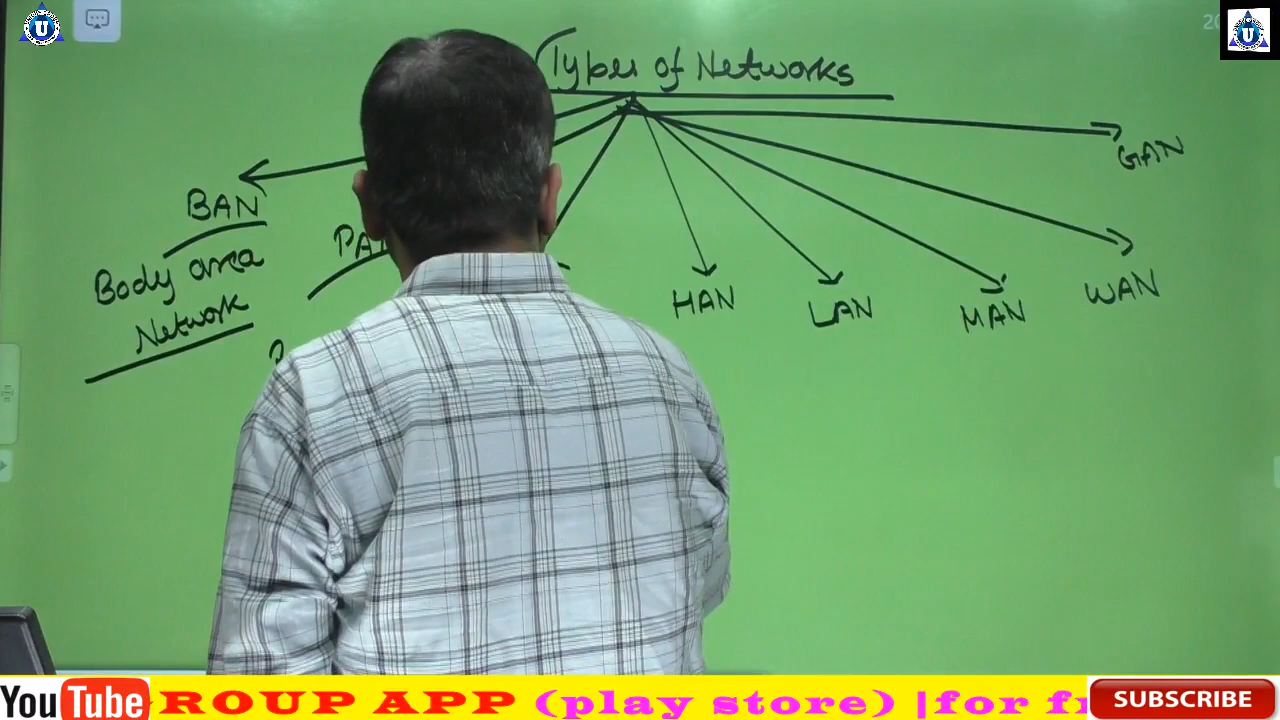 Types of Networks
GAN
BAN
Body area
Network
HAN
LAN
MAN
WAN
YouTube
ROUP APP (play store) |for
SUBSCRIBE
U
U